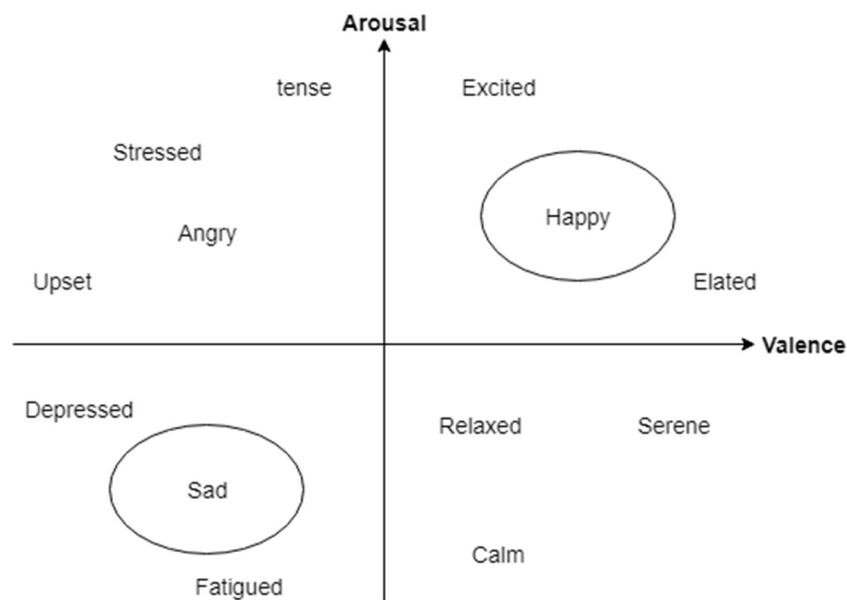 Arousal
tense
Excited
Stressed
Happy
Angry
Upset
Elated
Valence
Depressed
Relaxed
Serene
Sad
Calm
Fatigued